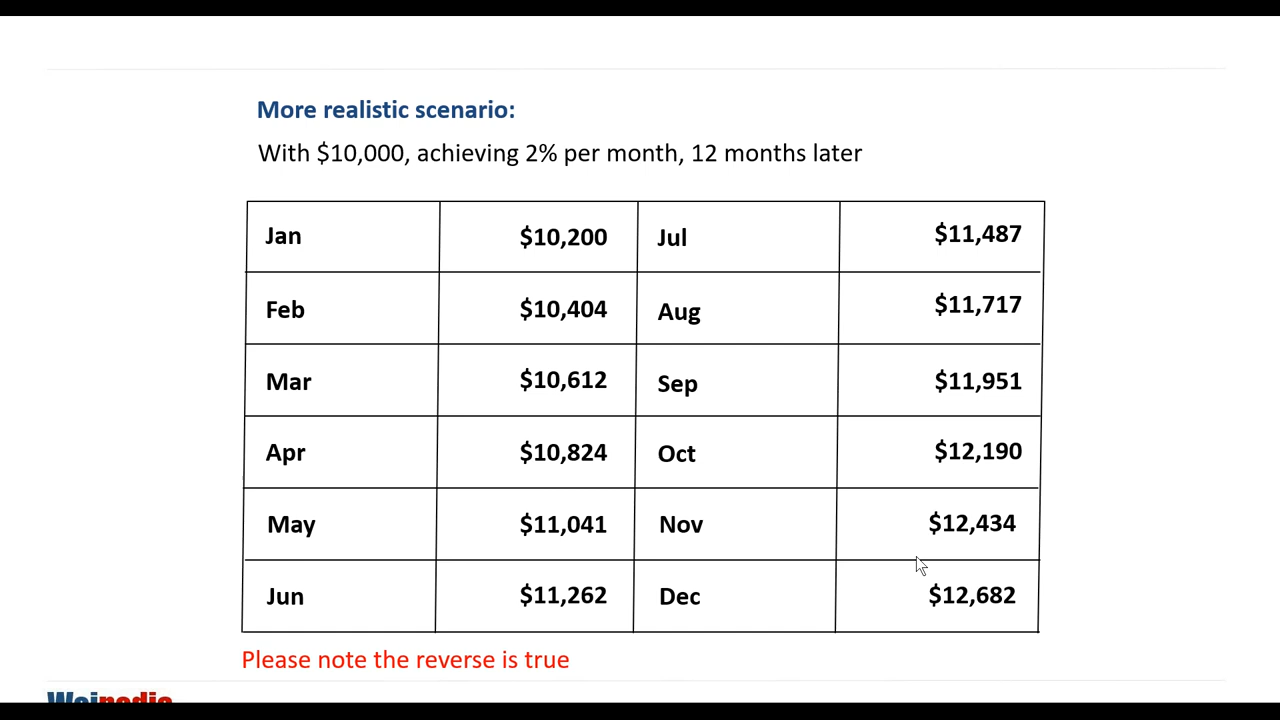 More realistic scenario:
With $10,000, achieving 2% per month, 12 months later
Jan $10,200 Jul $11,487
Feb $10,404 Aug $11,717
Mar $10,612 Sep $11,951
Apr $10,824 Oct $12,190
May $11,041 Nov $12,434
Jun $11,262 Dec $12,682
Please note the reverse is true